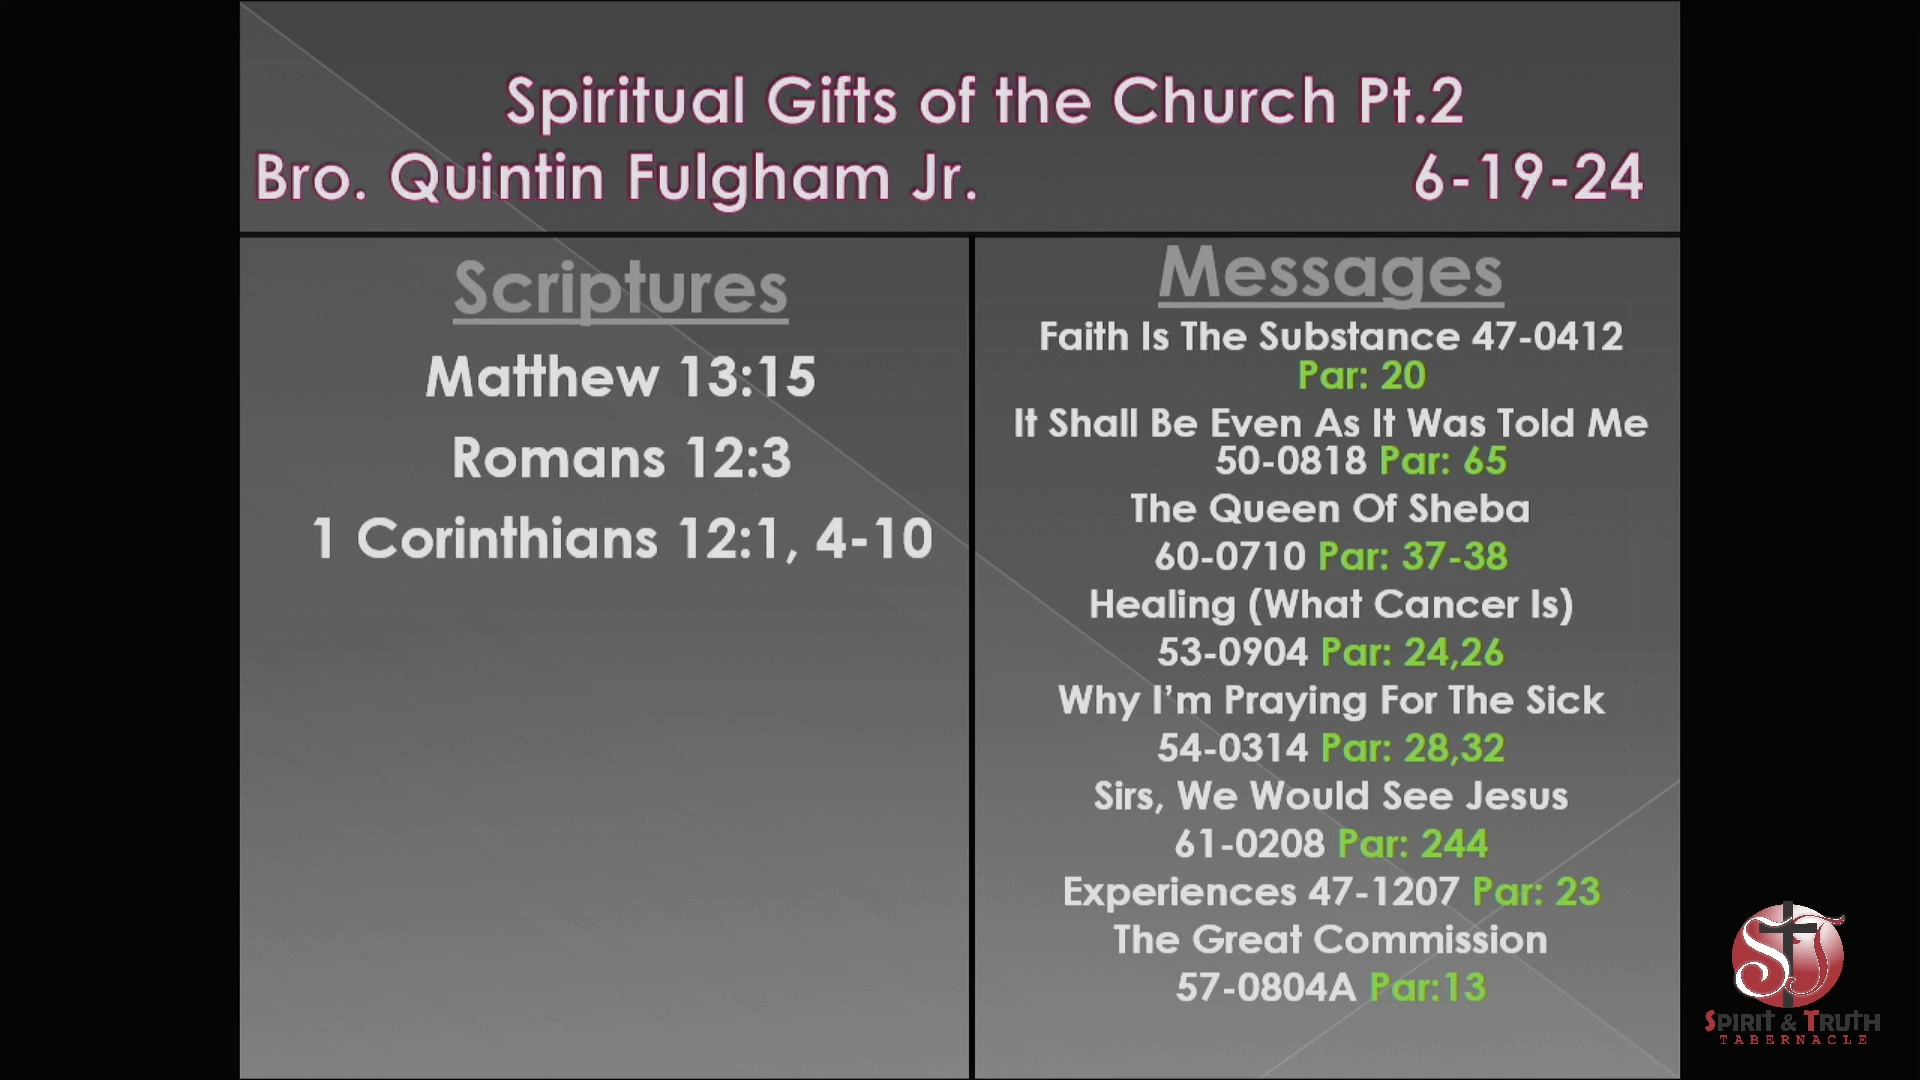 Spiritual Gifts of the Church Pt.2
Bro. Quintin Fulgham Jr. 6-19-24
Scriptures
Matthew 13:15
Romans 12:3
1 Corinthians 12:1, 4-10
Messages
Faith Is The Substance 47-0412
Par: 20
It Shall Be Even As It Was Told Me
50-0818 Par: 65
The Queen Of Sheba
60-0710 Par: 37-38
Healing (What Cancer Is)
53-0904 Par: 24,26
Why I’m Praying For The Sick
54-0314 Par: 28,32
Sirs, We Would See Jesus
61-0208 Par: 244
Experiences 47-1207 Par: 23
The Great Commission
57-0804A Par:13
ST
SPIRIT & TRUTH
TABERNACLE